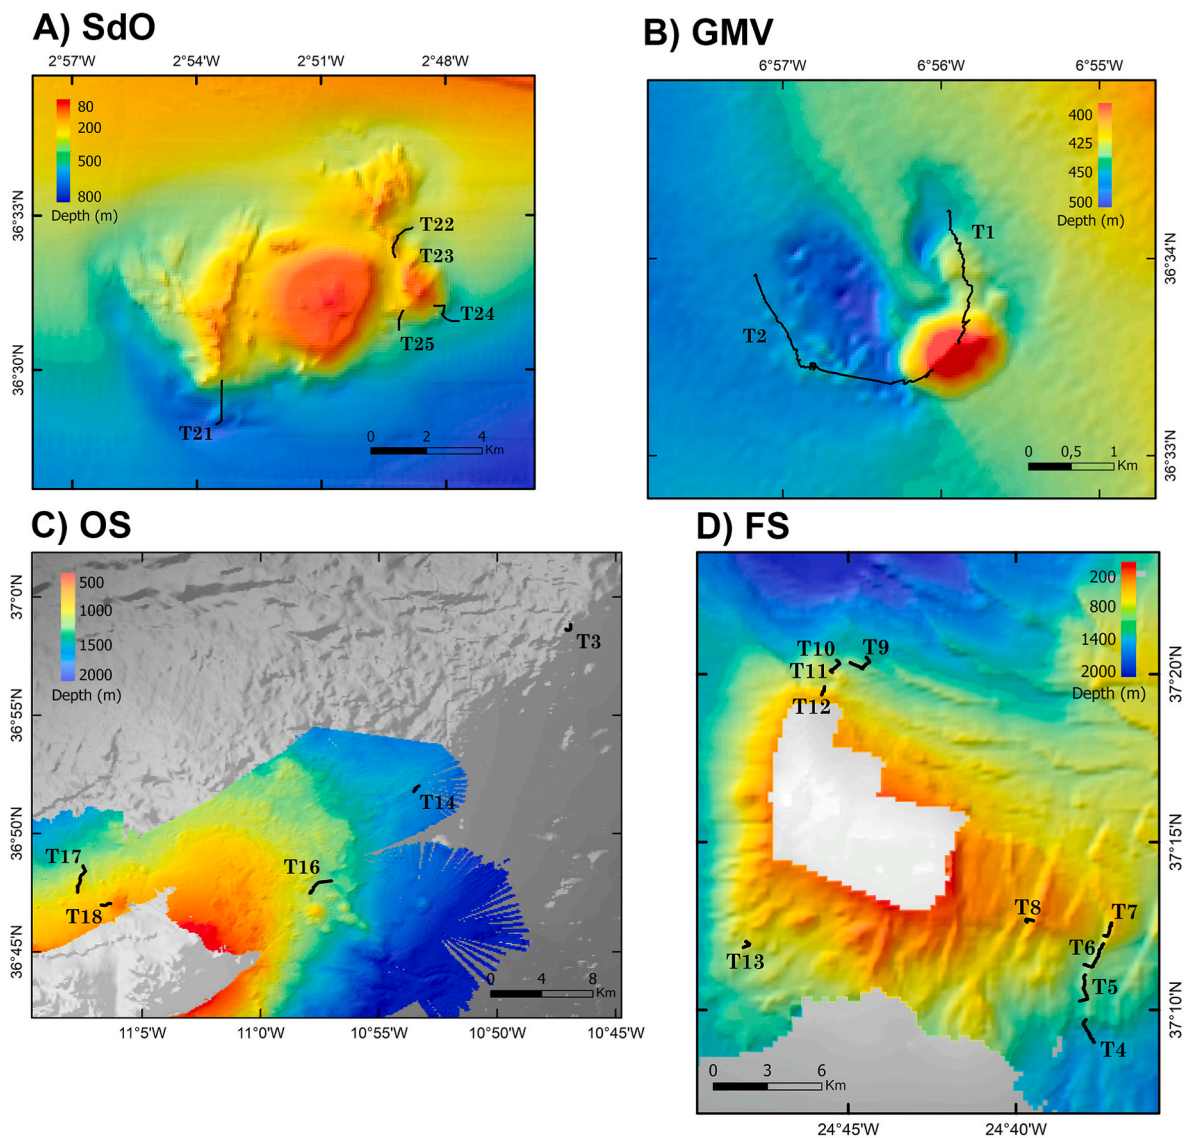 A) SdO
2°57'W 2°54'W 2°51'W 2°48'W
80
200
500
800
Depth (m)
36°33'N
36°30'N
T22
T23
T24
T25
T21
0 2 4
Km
B) GMV
6°57'W 6°56'W 6°55'W
400
425
450
500
Depth (m)
T1
T2
36°34'N
36°33'N
0 0,5 1
Km
C) OS
500
1000
1500
2000
Depth (m)
37°0'N
36°55'N
36°50'N
36°45'N
T3
T14
T17
T16
T18
0 4 8
Km
11°5'W 11°0'W 10°55'W 10°50'W 10°45'W
D) FS
200
800
1400
2000
Depth (m)
T10 T9
T11
T12
37°20'N
37°15'N
37°10'N
T8 T7
T6
T13
T5
T4
0 3 6
Km
24°45'W 24°40'W